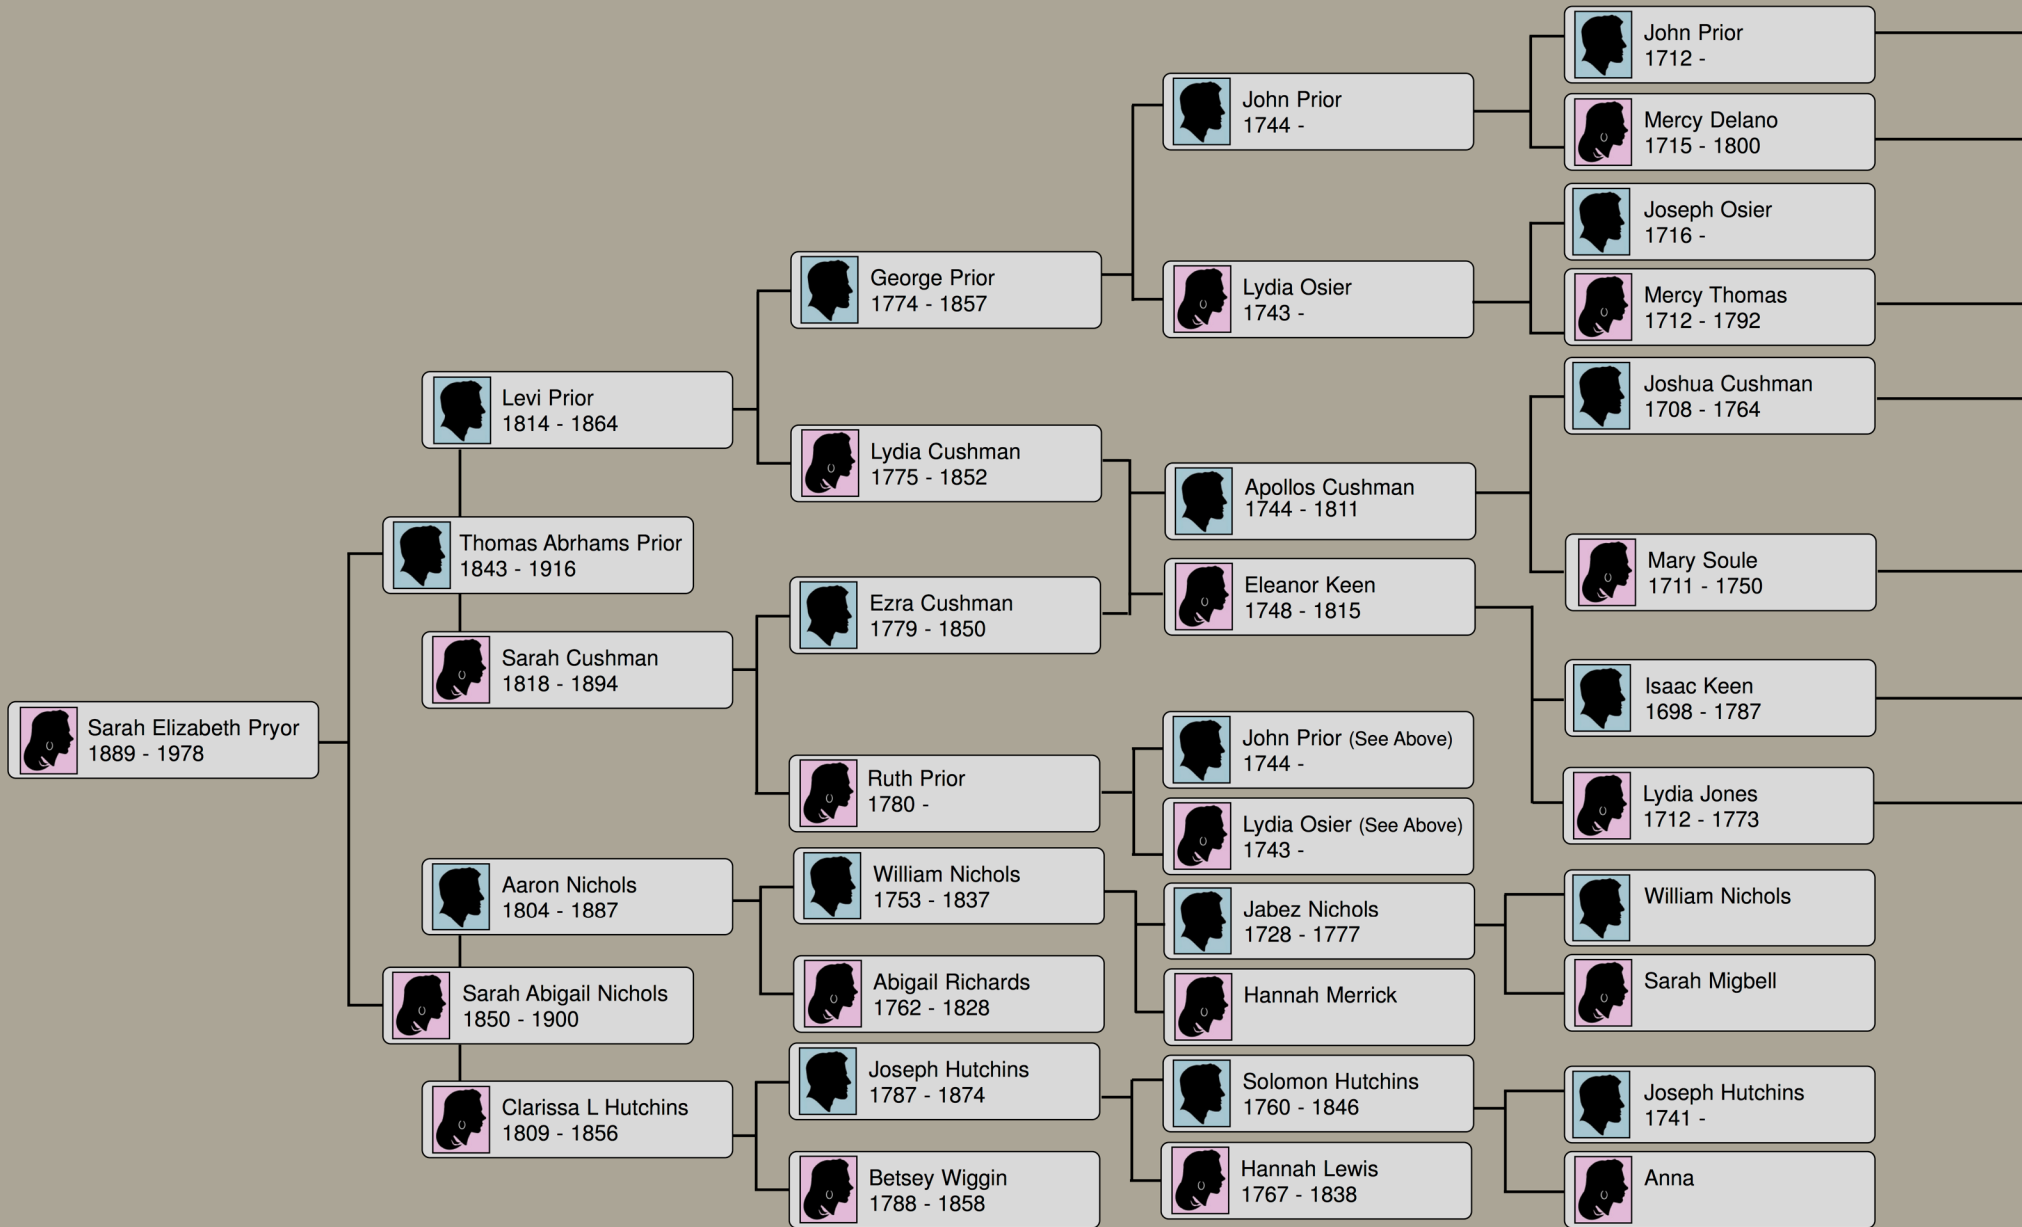 John Prior
1712 -
Mercy Delano
1715 - 1800
John Prior
1744 -
Joseph Osier
1716 -
Mercy Thomas
1712 - 1792
George Prior
1774 - 1857
Lydia Osier
1743 -
Joshua Cushman
1708 - 1764
Levi Prior
1814 - 1864
Lydia Cushman
1775 - 1852
Apollos Cushman
1744 - 1811
Mary Soule
1711 - 1750
Thomas Abrhams Prior
1843 - 1916
Ezra Cushman
1779 - 1850
Eleanor Keen
1748 - 1815
Sarah Cushman
1818 - 1894
Isaac Keen
1698 - 1787
Sarah Elizabeth Pryor
1889 - 1978
Ruth Prior
1780 -
John Prior (See Above)
1744 -
Lydia Osier (See Above)
1743 -
Lydia Jones
1712 - 1773
Aaron Nichols
1804 - 1887
William Nichols
1753 - 1837
Jabez Nichols
1728 - 1777
William Nichols
Sarah Migbell
Sarah Abigail Nichols
1850 - 1900
Abigail Richards
1762 - 1828
Hannah Merrick
Joseph Hutchins
1787 - 1874
Solomon Hutchins
1760 - 1846
Joseph Hutchins
1741 -
Clarissa L Hutchins
1809 - 1856
Betsey Wiggin
1788 - 1858
Hannah Lewis
1767 - 1838
Anna